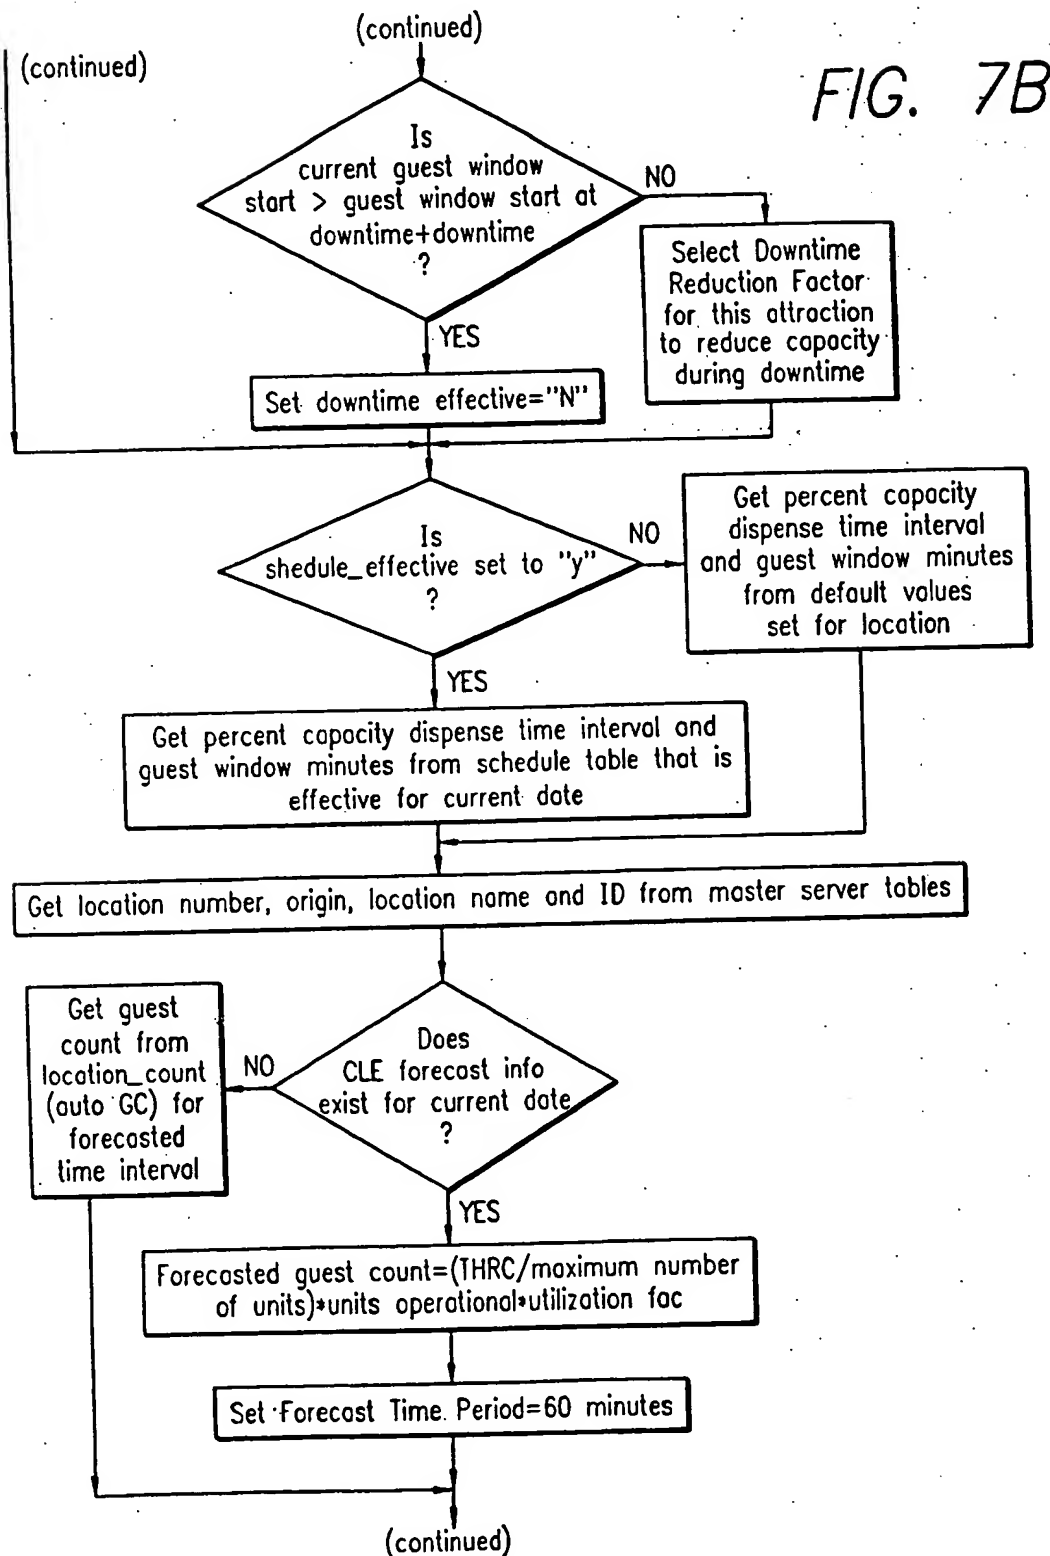 (continued)
(continued)
FIG. 7B
Is
current guest window
start > guest window start at
downtime+downtime
?
NO
Select Downtime
Reduction Factor
for this attraction
to reduce capacity
during downtime
YES
Set downtime effective="N"
Is
shedule_effective set to "y"
?
NO
Get percent capacity
dispense time interval
and guest window minutes
from default values
set for location
YES
Get percent capacity dispense time interval and
guest window minutes from schedule table that is
effective for current date
Get location number, origin, location name and ID from master server tables
Does
CLE forecast info
exist for current date
?
NO
Get guest
count from
location_count
(auto GC) for
forecasted
time interval
YES
Forecasted guest count=(THRC/maximum number
of units)*units operational*utilization fac
Set Forecast Time Period=60 minutes
(continued)